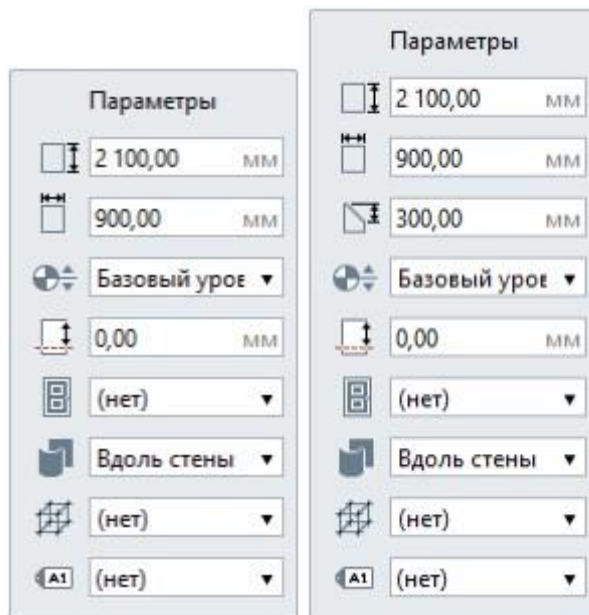 Параметры
2 100,00 мм
900,00 мм
Базовый уров
0,00 мм
(нет)
Вдоль стены
(нет)
A1 (нет)
Параметры
2 100,00 мм
900,00 мм
300,00 мм
Базовый уров
0,00 мм
(нет)
Вдоль стены
(нет)
A1 (нет)